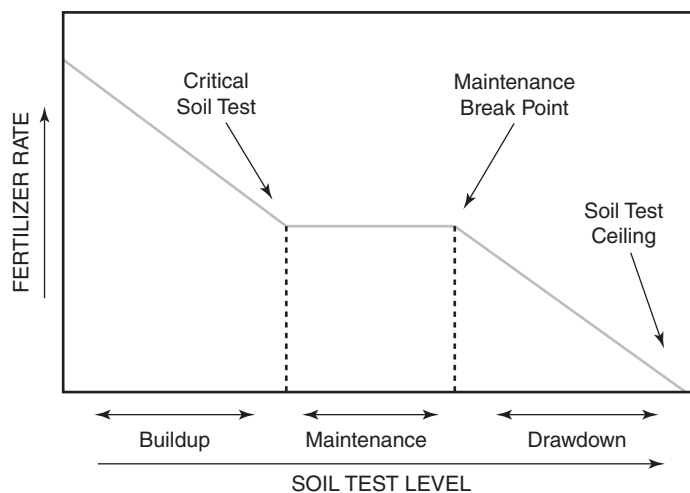 Critical
Soil Test
Maintenance
Break Point
Soil Test
Ceiling
FERTILIZER RATE
Buildup
Maintenance
Drawdown
SOIL TEST LEVEL